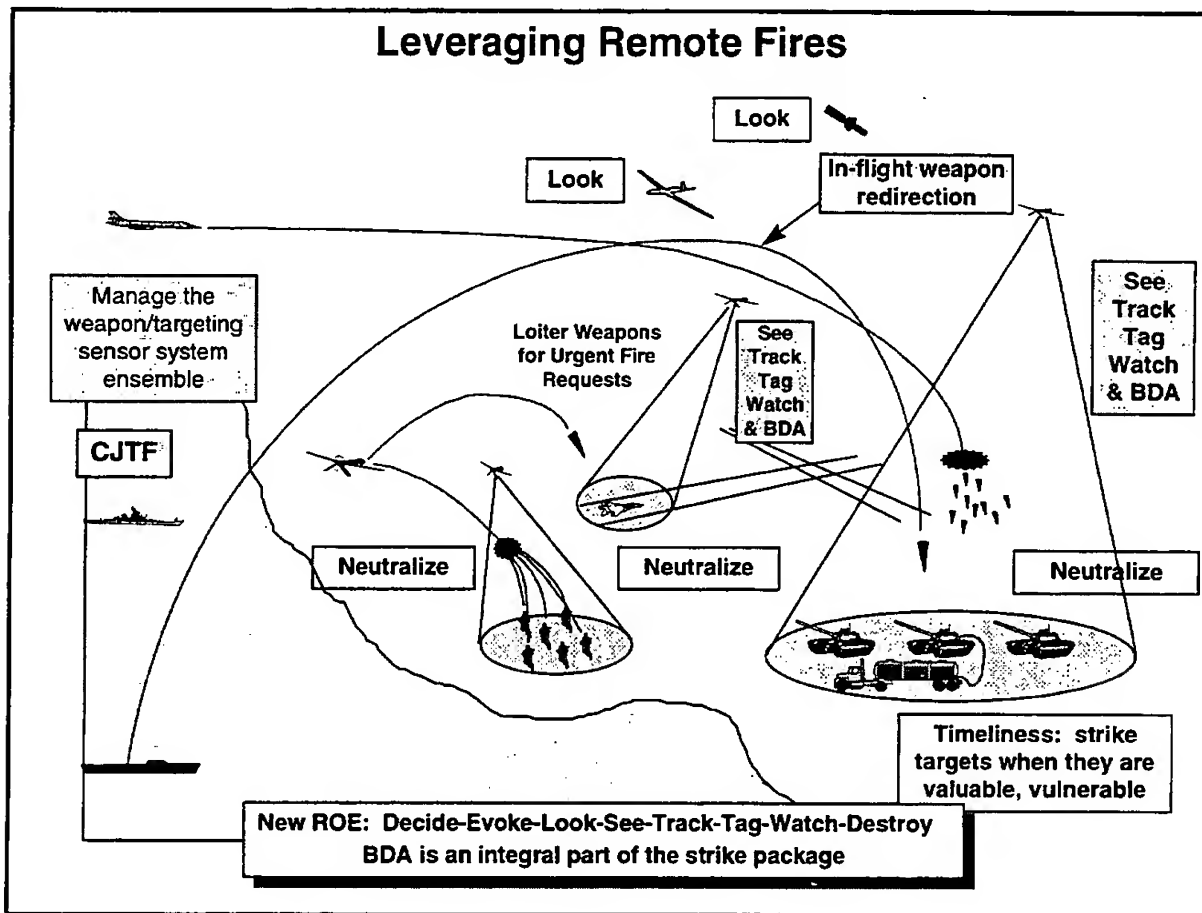 Leveraging Remote Fires
Look
Look
In-flight weapon
redirection
Manage the
weapon/targeting
sensor system
ensemble
Loiter Weapons
for Urgent Fire
Requests
See
Track
Tag
Watch
& BDA
See
Track
Tag
Watch
& BDA
CJTF
Neutralize
Neutralize
Neutralize
Timeliness: strike
targets when they are
valuable, vulnerable
New ROE: Decide-Evoke-Look-See-Track-Tag-Watch-Destroy
BDA is an integral part of the strike package